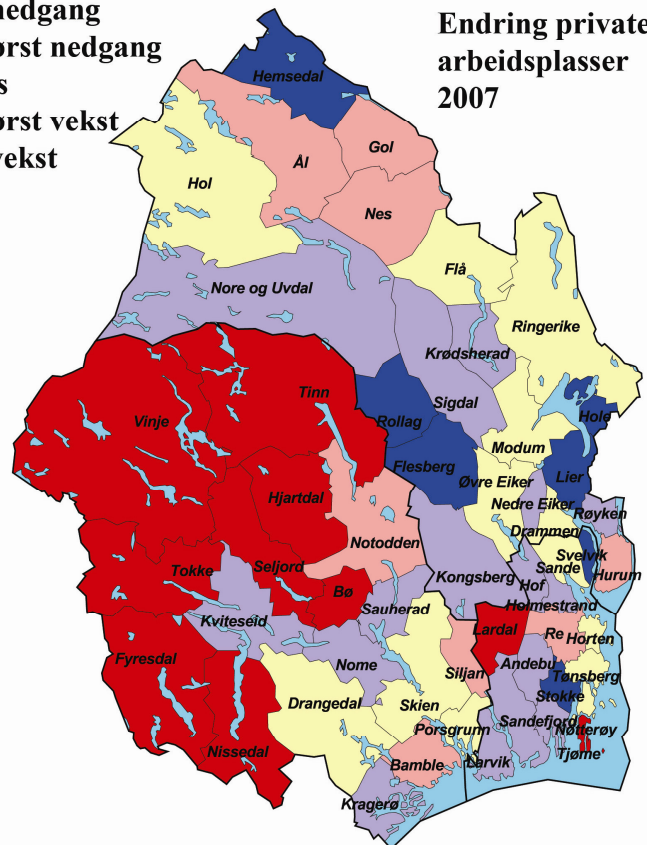 nedgang
ørst nedgang
s
ørst vekst
vekst
Endring private
arbeidsplasser
2007
Hemsedal
Gol
Ål
Hol
Nes
Flå
Nore og Uvdal
Ringerike
Krødsherad
Tinn
Sigdal
Hole
Vinje
Rollag
Modum
Flesberg
Lier
Øvre Eiker
Hjartdal
Nedre Eiker
Røyken
Drammen
Notodden
Svelvik
Sande
Tokke
Seljord
Kongsberg
Hof
Hurum
Bø
Sauherad
Holmestrand
Kviteseid
Lardal
Re
Horten
Fyresdal
Nome
Siljan
Andebu
Tønsberg
Drangedal
Skien
Stokke
Sandefjord
Porsgrunn
Nøtterøy
Nissedal
Bamble
Larvik
Tjøme
Kragerø